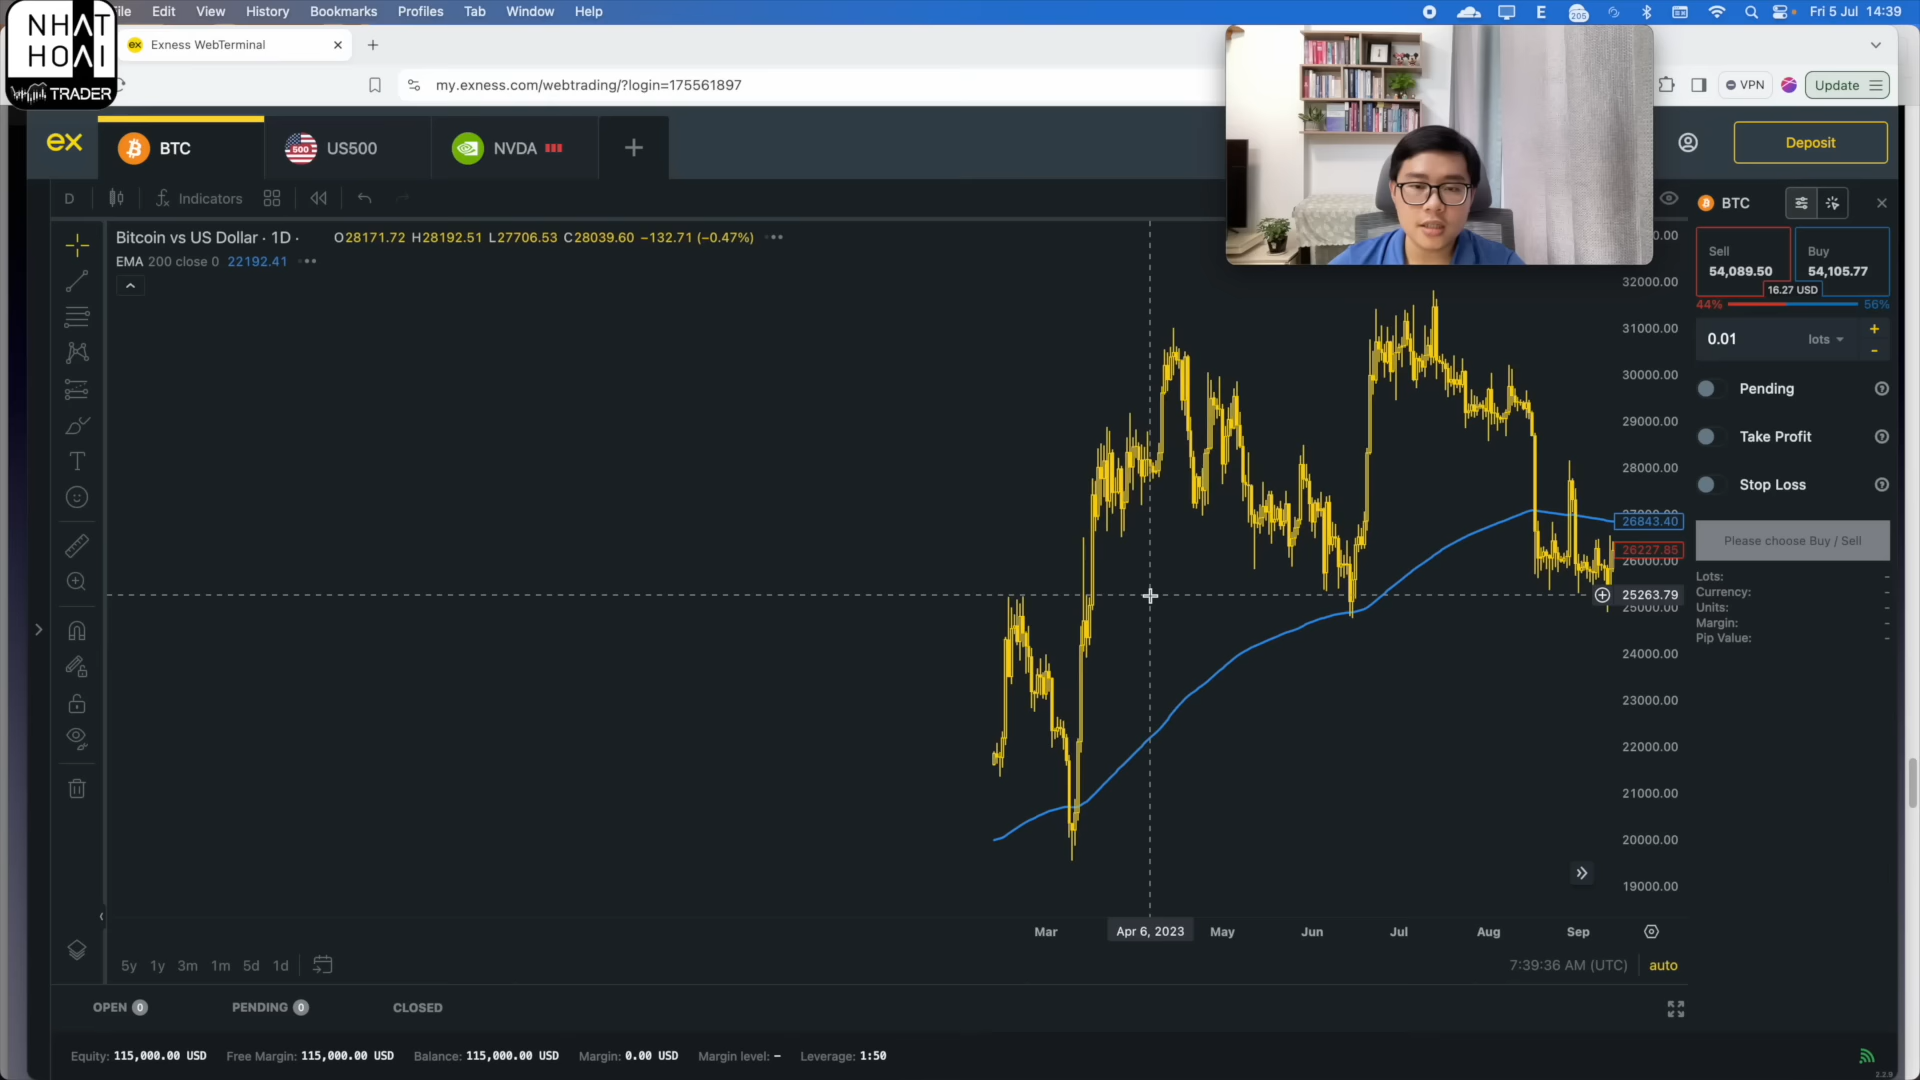 NHAT
HOAI
TRADER
File Edit View History Bookmarks Profiles Tab Window Help
E 205 Fri 5 Jul 14:39
ex Exness WebTerminal
my.exness.com/webtrading/?login=175561897
VPN Update
ex BTC 500 US500 NVDA Deposit
D Indicators
Bitcoin vs US Dollar · 1D · O28171.72 H28192.51 L27706.53 C28039.60 −132.71 (−0.47%)
EMA 200 close 0 22192.41
32000.00
31000.00
30000.00
29000.00
28000.00
26843.40
26227.85
26000.00
25263.79
25000.00
24000.00
23000.00
22000.00
21000.00
20000.00
19000.00
Mar Apr 6, 2023 May Jun Jul Aug Sep
5y 1y 3m 1m 5d 1d 7:39:36 AM (UTC) auto
BTC
Sell Buy
54,089.50 54,105.77
16.27 USD
44% 56%
0.01 lots
Pending
Take Profit
Stop Loss
Please choose Buy / Sell
Lots: -
Currency: -
Units: -
Margin: -
Pip Value: -
OPEN 0 PENDING 0 CLOSED
Equity: 115,000.00 USD Free Margin: 115,000.00 USD Balance: 115,000.00 USD Margin: 0.00 USD Margin level: – Leverage: 1:50
2.2.9